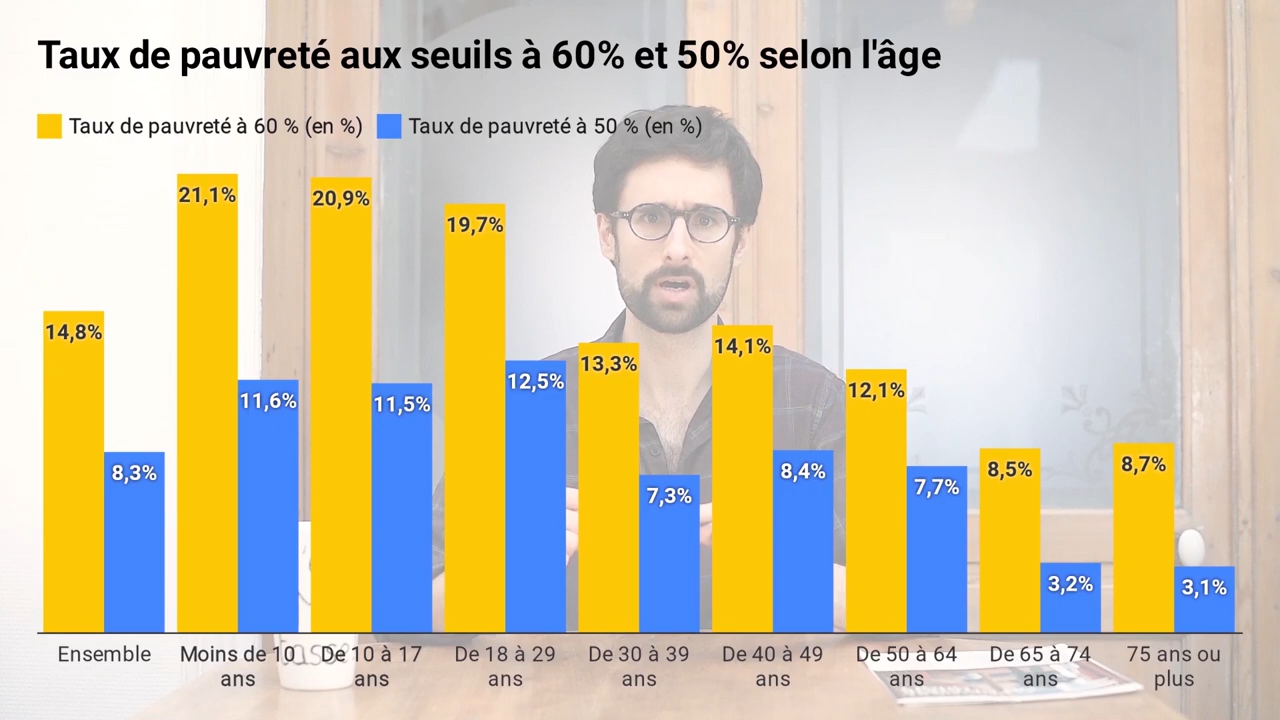 Taux de pauvreté aux seuils à 60% et 50% selon l'âge
Taux de pauvreté à 60 % (en %) Taux de pauvreté à 50 % (en %)
14,8% 8,3%
21,1% 11,6%
20,9% 11,5%
19,7% 12,5%
13,3% 7,3%
14,1% 8,4%
12,1% 7,7%
8,5% 3,2%
8,7% 3,1%
Ensemble
Moins de 10
ans
De 10 à 17
ans
De 18 à 29
ans
De 30 à 39
ans
De 40 à 49
ans
De 50 à 64
ans
De 65 à 74
ans
75 ans ou
plus